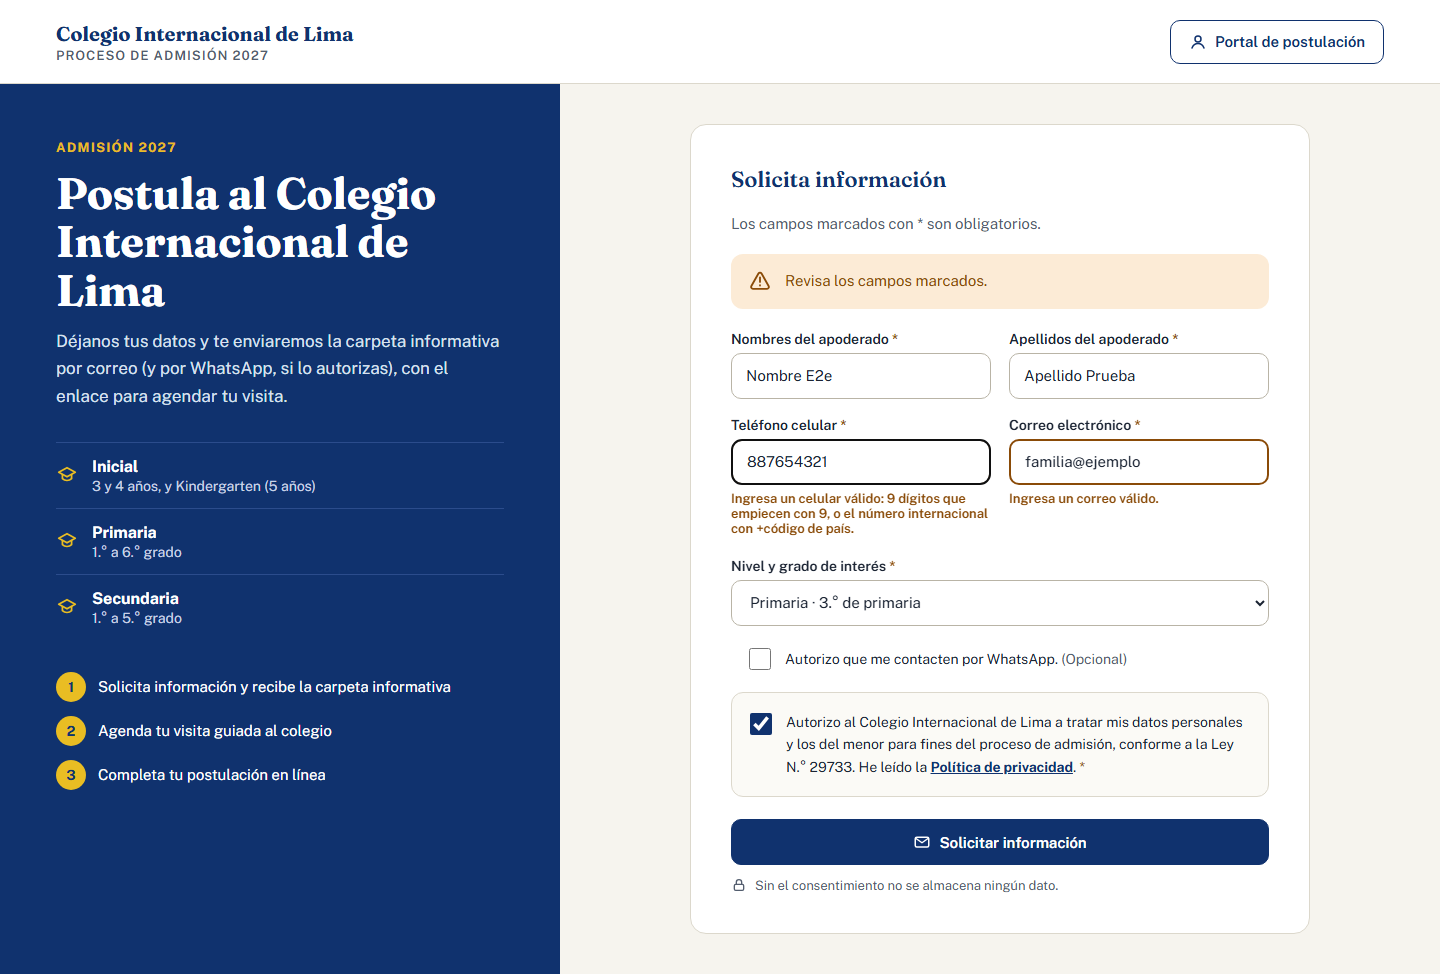 Colegio Internacional de Lima
PROCESO DE ADMISIÓN 2027
Portal de postulación
ADMISIÓN 2027
Postula al Colegio
Internacional de
Lima
Déjanos tus datos y te enviaremos la carpeta informativa
por correo (y por WhatsApp, si lo autorizas), con el
enlace para agendar tu visita.
Inicial
3 y 4 años, y Kindergarten (5 años)
Primaria
1.° a 6.° grado
Secundaria
1.° a 5.° grado
1 Solicita información y recibe la carpeta informativa
2 Agenda tu visita guiada al colegio
3 Completa tu postulación en línea
Solicita información
Los campos marcados con * son obligatorios.
Revisa los campos marcados.
Nombres del apoderado *
Nombre E2e
Apellidos del apoderado *
Apellido Prueba
Teléfono celular *
887654321
Ingresa un celular válido: 9 dígitos que
empiecen con 9, o el número internacional
con +código de país.
Correo electrónico *
familia@ejemplo
Ingresa un correo válido.
Nivel y grado de interés *
Primaria · 3.° de primaria
Autorizo que me contacten por WhatsApp. (Opcional)
Autorizo al Colegio Internacional de Lima a tratar mis datos personales
y los del menor para fines del proceso de admisión, conforme a la Ley
N.° 29733. He leído la Política de privacidad. *
Solicitar información
Sin el consentimiento no se almacena ningún dato.